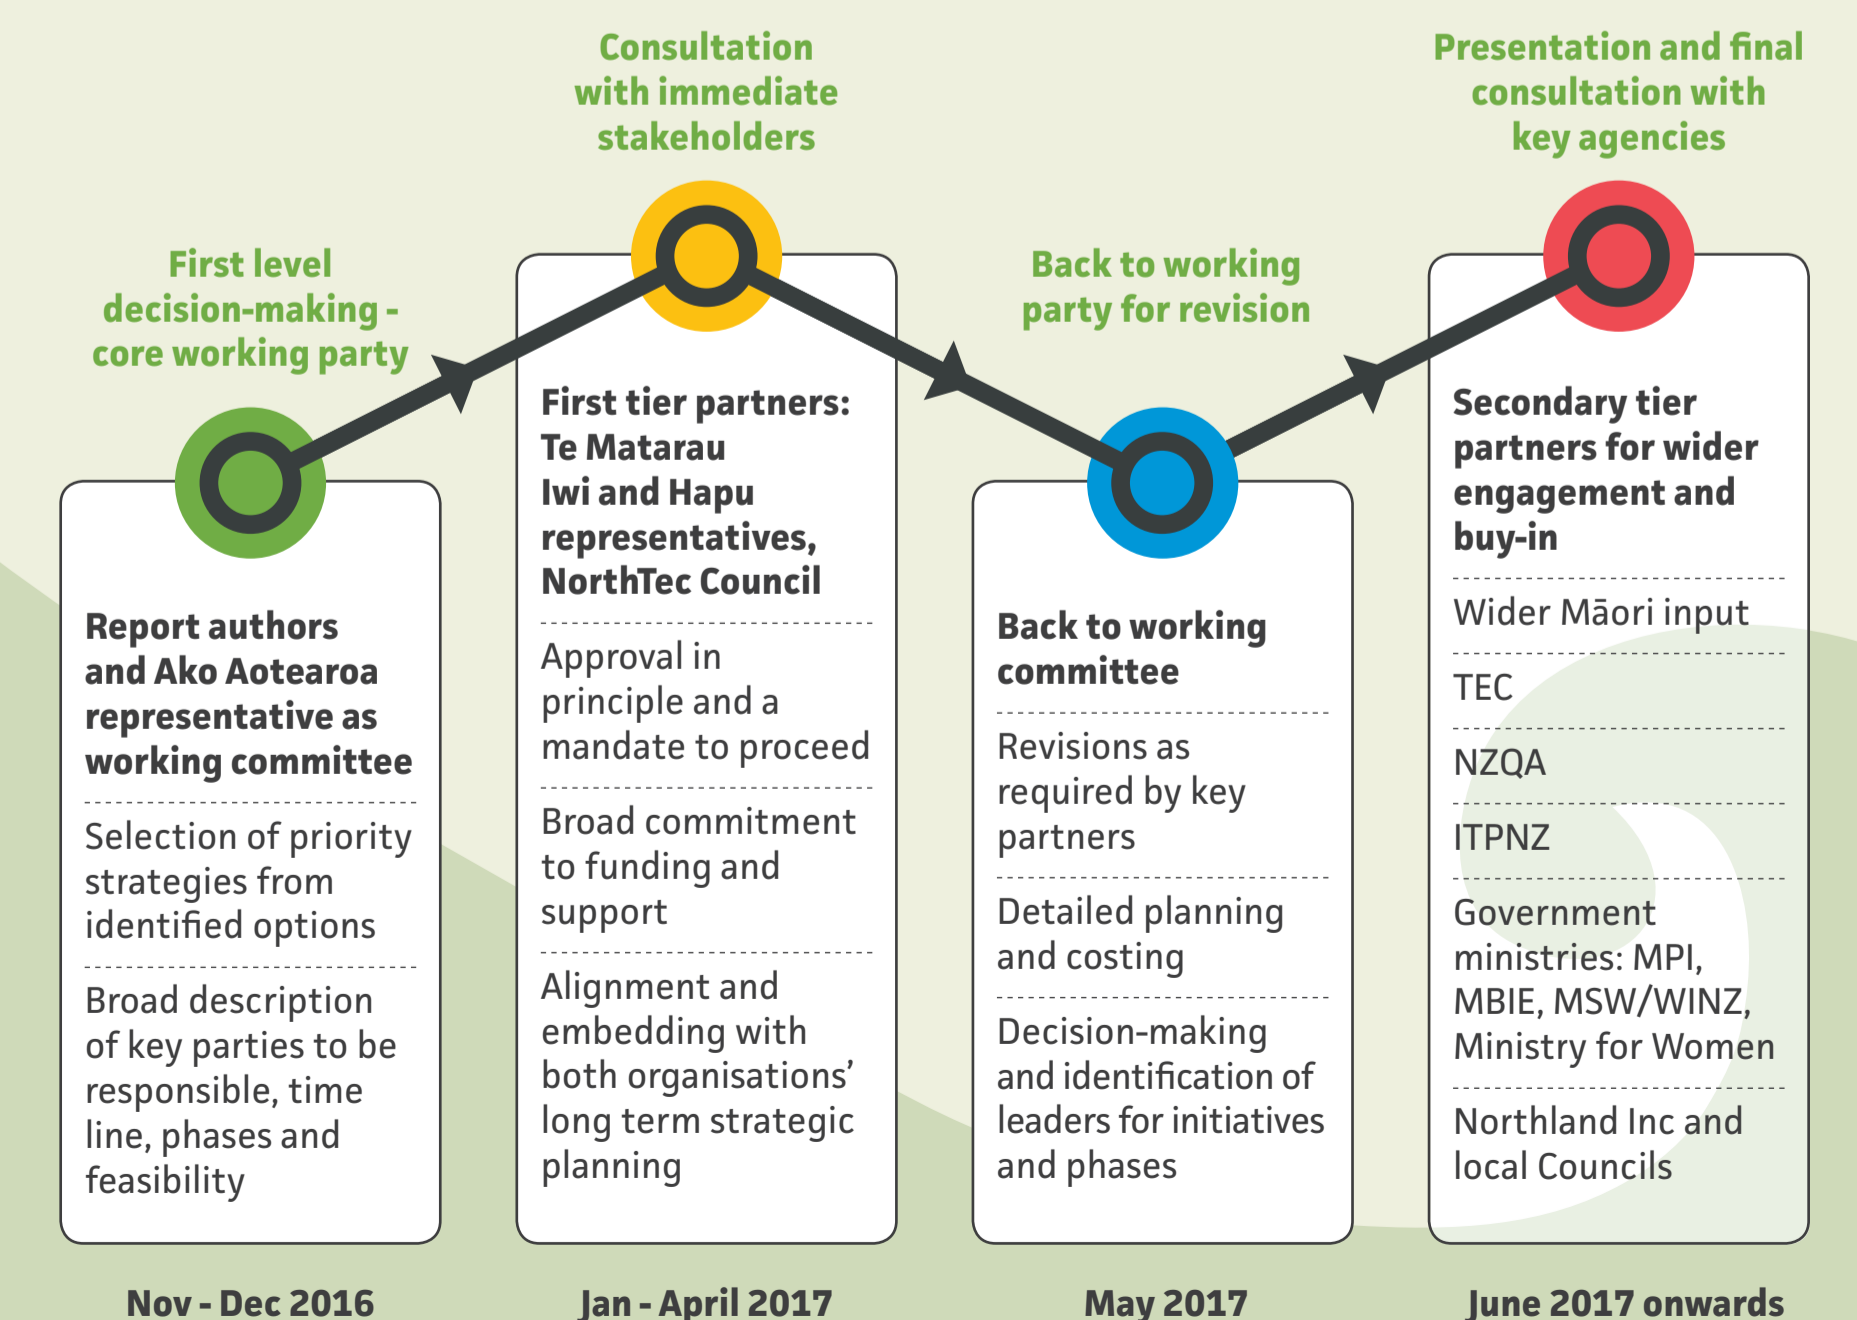 First level
decision-making -
core working party
Report authors
and Ako Aotearoa
representative as
working committee
Selection of priority
strategies from
identified options
Broad description
of key parties to be
responsible, time
line, phases and
feasibility
Nov - Dec 2016
Consultation
with immediate
stakeholders
First tier partners:
Te Matarau
Iwi and Hapu
representatives,
NorthTec Council
Approval in
principle and a
mandate to proceed
Broad commitment
to funding and
support
Alignment and
embedding with
both organisations’
long term strategic
planning
Jan - April 2017
Back to working
party for revision
Back to working
committee
Revisions as
required by key
partners
Detailed planning
and costing
Decision-making
and identification of
leaders for initiatives
and phases
May 2017
Presentation and final
consultation with
key agencies
Secondary tier
partners for wider
engagement and
buy-in
Wider Māori input
TEC
NZQA
ITPNZ
Government
ministries: MPI,
MBIE, MSW/WINZ,
Ministry for Women
Northland Inc and
local Councils
June 2017 onwards